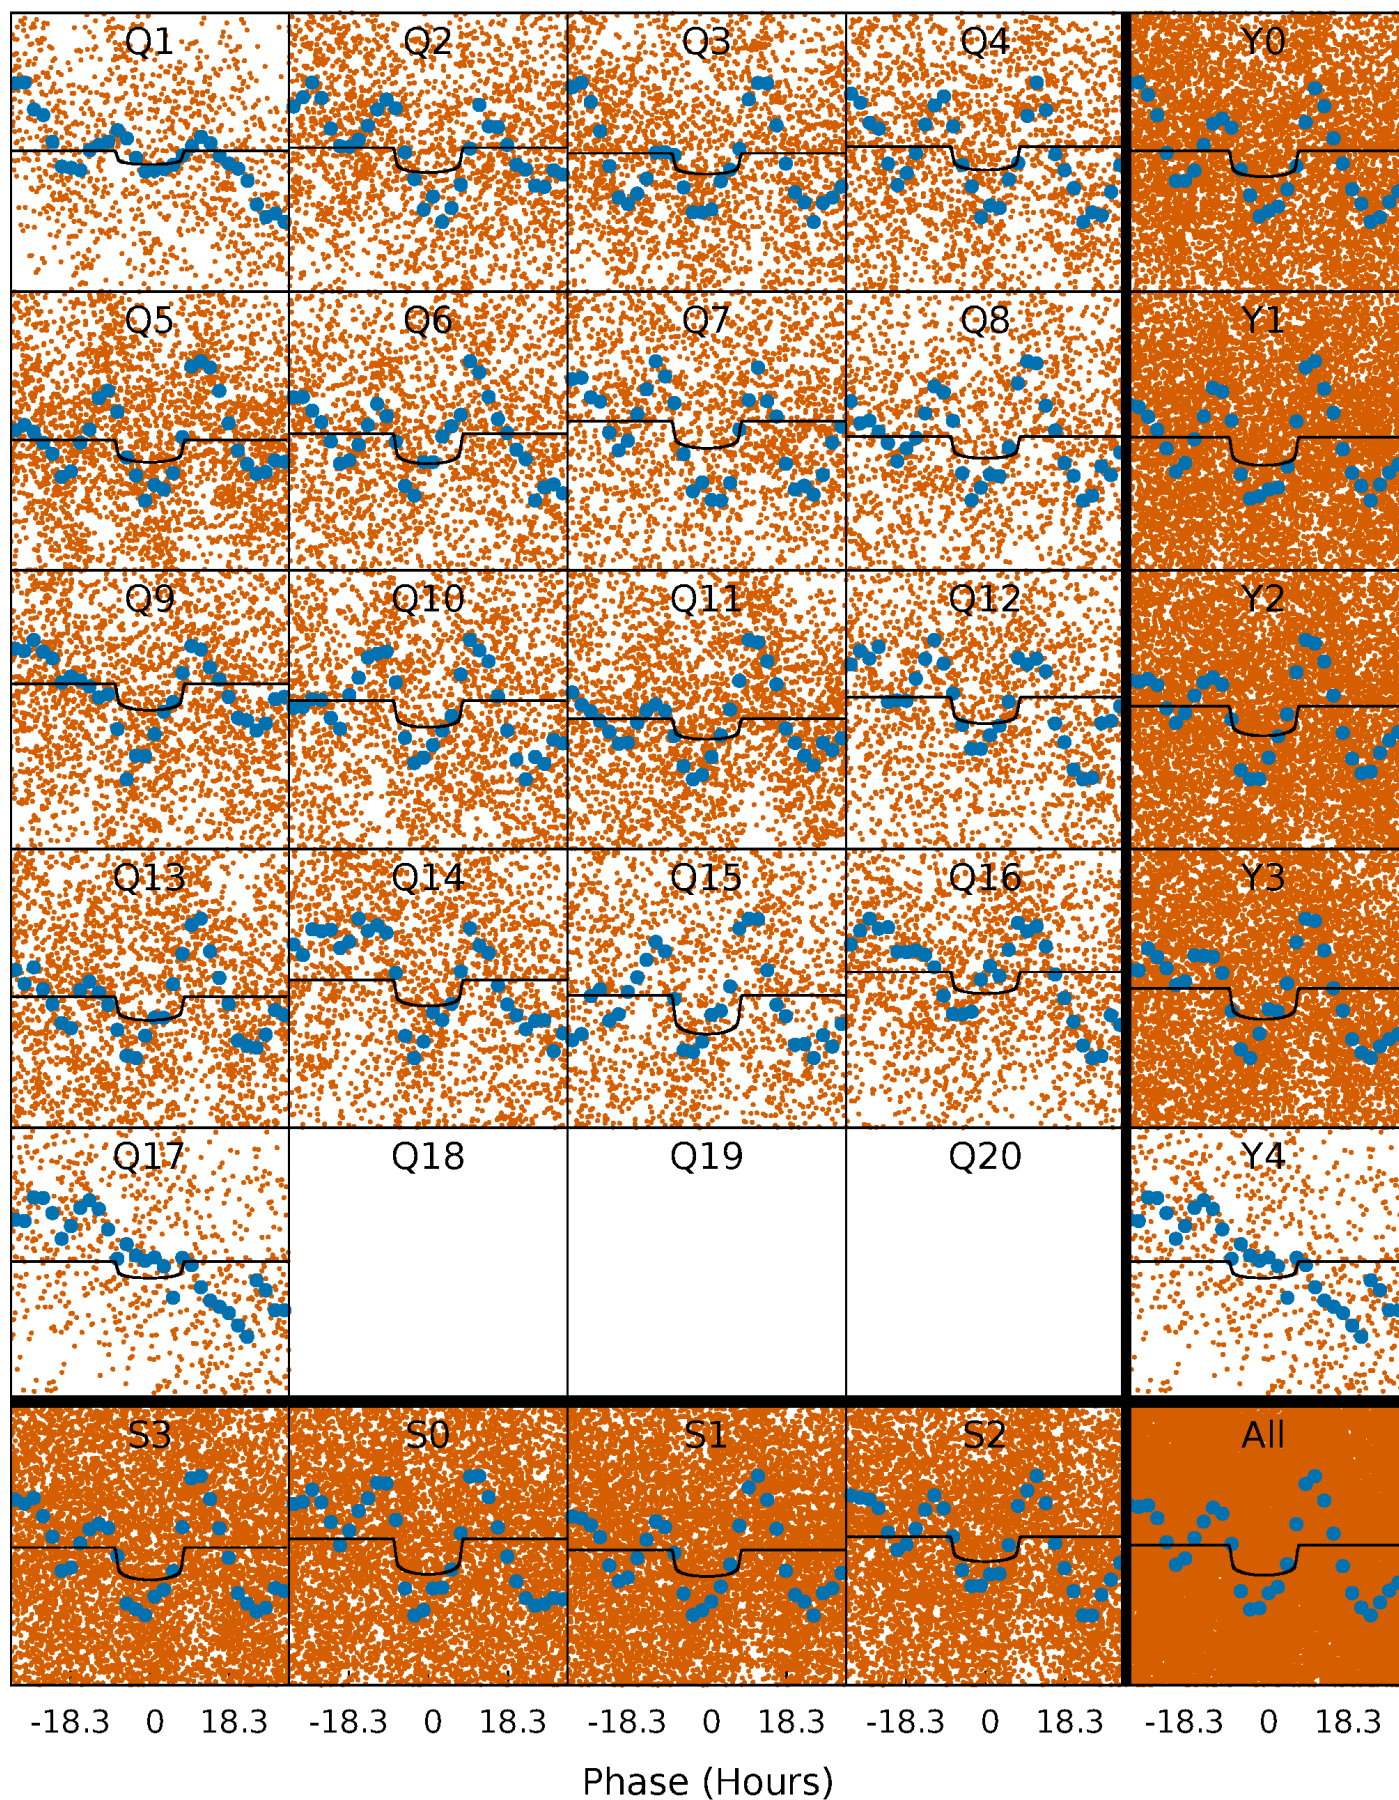 Q1 Q2 Q3 Q4 Y0
Q5 Q6 Q7 Q8 Y1
Q9 Q10 Q11 Q12 Y2
Q13 Q14 Q15 Q16 Y3
Q17 Q18 Q19 Q20 Y4
S3 S0 S1 S2 All
-18.3 0 18.3 -18.3 0 18.3 -18.3 0 18.3 -18.3 0 18.3 -18.3 0 18.3
Phase (Hours)